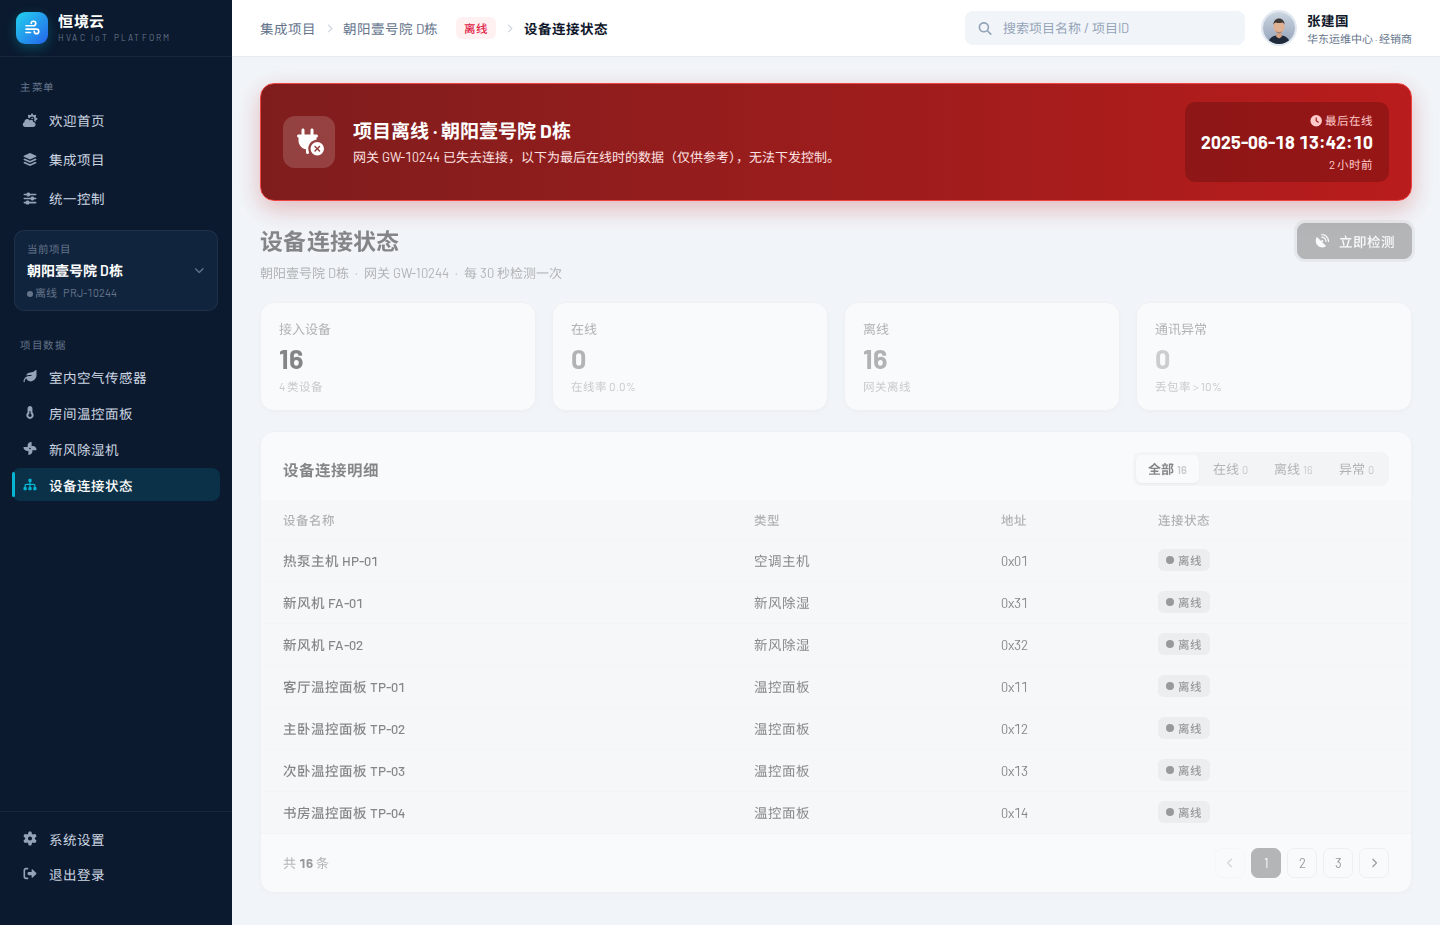 恒境云
HVAC IoT PLATFORM
主菜单
欢迎首页
集成项目
统一控制
当前项目
朝阳壹号院 D栋
离线 PRJ-10244
项目数据
室内空气传感器
房间温控面板
新风除湿机
设备连接状态
系统设置
退出登录
集成项目 朝阳壹号院 D栋 离线 设备连接状态
搜索项目名称 / 项目ID
张建国
华东运维中心 · 经销商
项目离线 · 朝阳壹号院 D栋
网关 GW-10244 已失去连接，以下为最后在线时的数据（仅供参考），无法下发控制。
最后在线
2025-06-18 13:42:10
2 小时前
设备连接状态
朝阳壹号院 D栋 · 网关 GW-10244 · 每 30 秒检测一次
立即检测
接入设备
16
4 类设备
在线
0
在线率 0.0%
离线
16
网关离线
通讯异常
0
丢包率 > 10%
设备连接明细
全部 16 在线 0 离线 16 异常 0
设备名称 类型 地址 连接状态
热泵主机 HP-01 空调主机 0x01 离线
新风机 FA-01 新风除湿 0x31 离线
新风机 FA-02 新风除湿 0x32 离线
客厅温控面板 TP-01 温控面板 0x11 离线
主卧温控面板 TP-02 温控面板 0x12 离线
次卧温控面板 TP-03 温控面板 0x13 离线
书房温控面板 TP-04 温控面板 0x14 离线
共 16 条
1 2 3